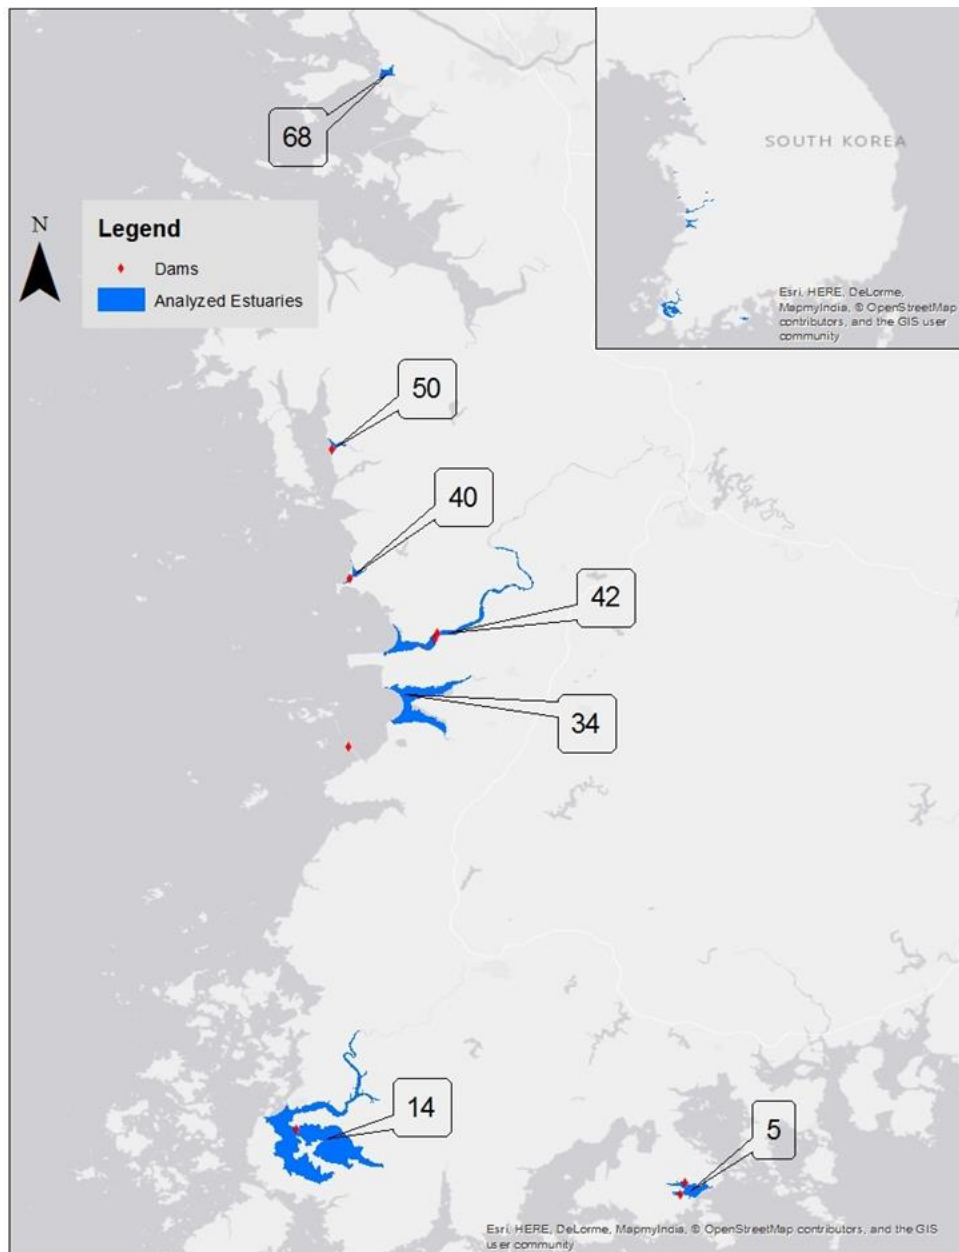 68
SOUTH KOREA
N
Legend
Dams
Analyzed Estuaries
Esri, HERE, DeLorme,
MapmyIndia, © OpenStreetMap
contributors, and the GIS user
community
50
40
42
34
14
5
Esri, HERE, DeLorme, MapmyIndia, © OpenStreetMap contributors, and the GIS
user community